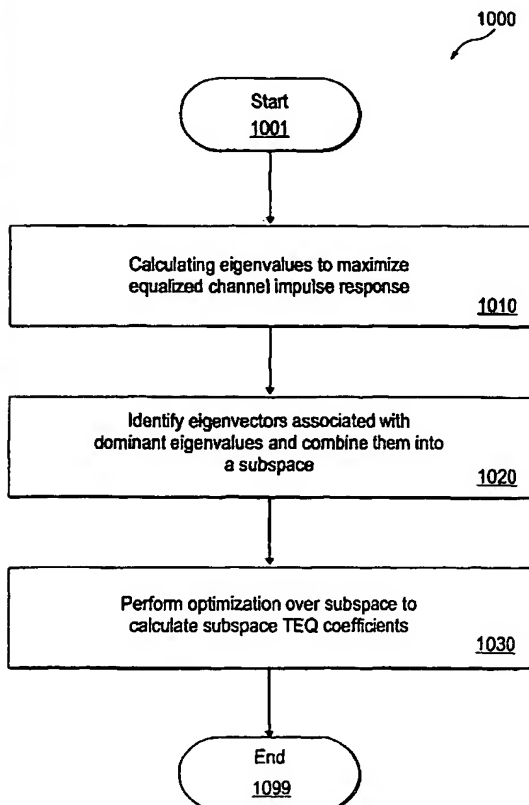 1000
Start
1001
Calculating eigenvalues to maximize
equalized channel impulse response
1010
Identify eigenvectors associated with
dominant eigenvalues and combine them into
a subspace
1020
Perform optimization over subspace to
calculate subspace TEQ coefficients
1030
End
1099